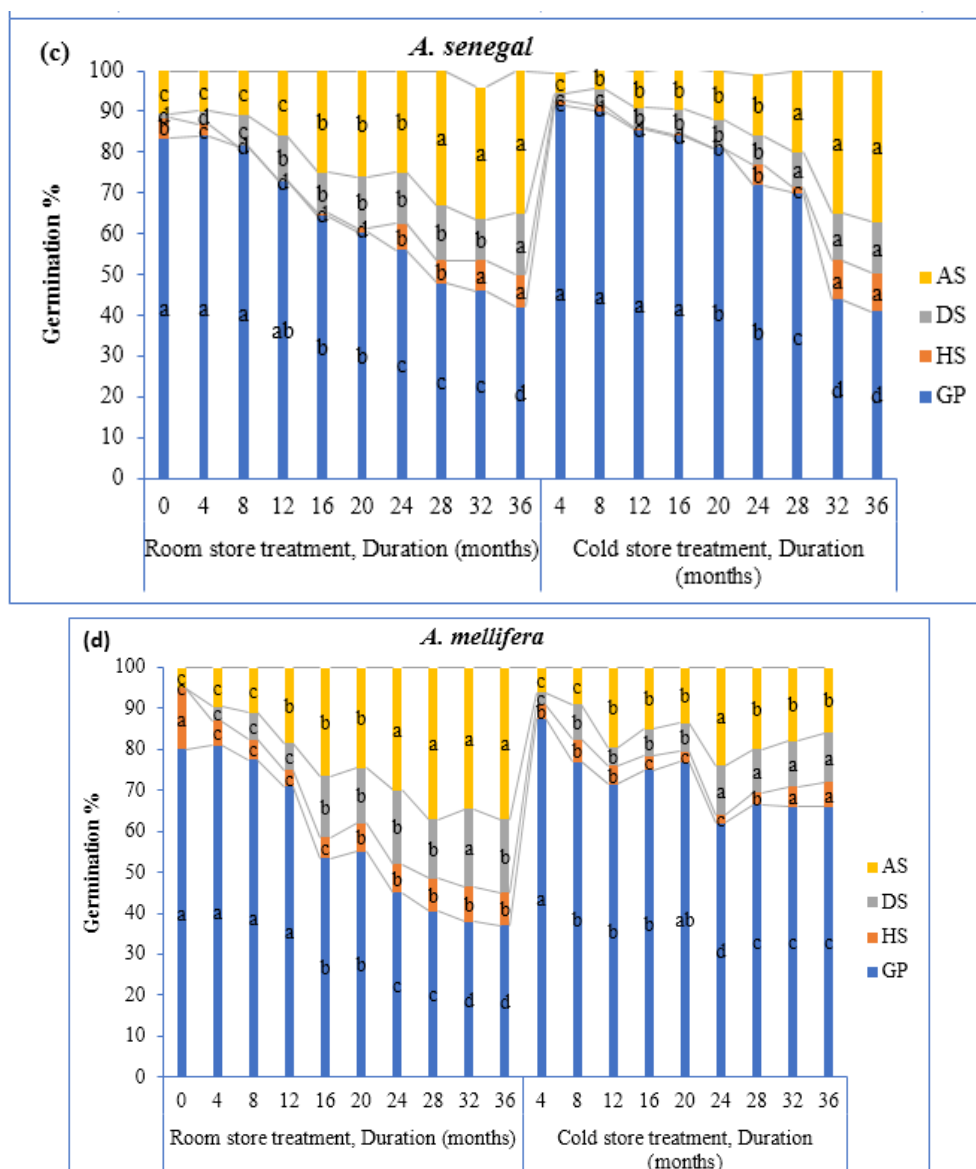 (c)
A. senegal
Germination %
100
90
80
70
60
50
40
30
20
10
0
c c c c b b b a a a c b b b b b a a a
d d c b b b b b b a c c b b b b a a a
b c d d d d b b a a c c c d b b d a a
a a a ab b b c c c d a a a a b b c d d
0 4 8 12 16 20 24 28 32 36 4 8 12 16 20 24 28 32 36
Room store treatment, Duration (months)
Cold store treatment, Duration
(months)
AS
DS
HS
GP
(d)
A. mellifera
Germination %
100
90
80
70
60
50
40
30
20
10
0
c c c b b b a a a a c c b b b a b b b
c c c c b b b b a b c b b b b a a a a
a c c c c b b b b b b b b c c c b a a
a a a a b b c c d d a b b b ab d c c c
0 4 8 12 16 20 24 28 32 36 4 8 12 16 20 24 28 32 36
Room store treatment, Duration (months)
Cold store treatment, Duration
(months)
AS
DS
HS
GP